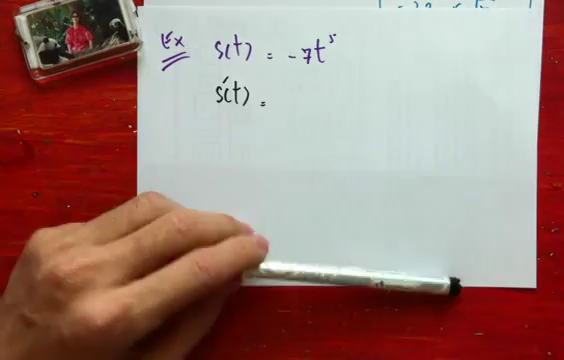 Ex s(t) = -7t⁵
s'(t) =